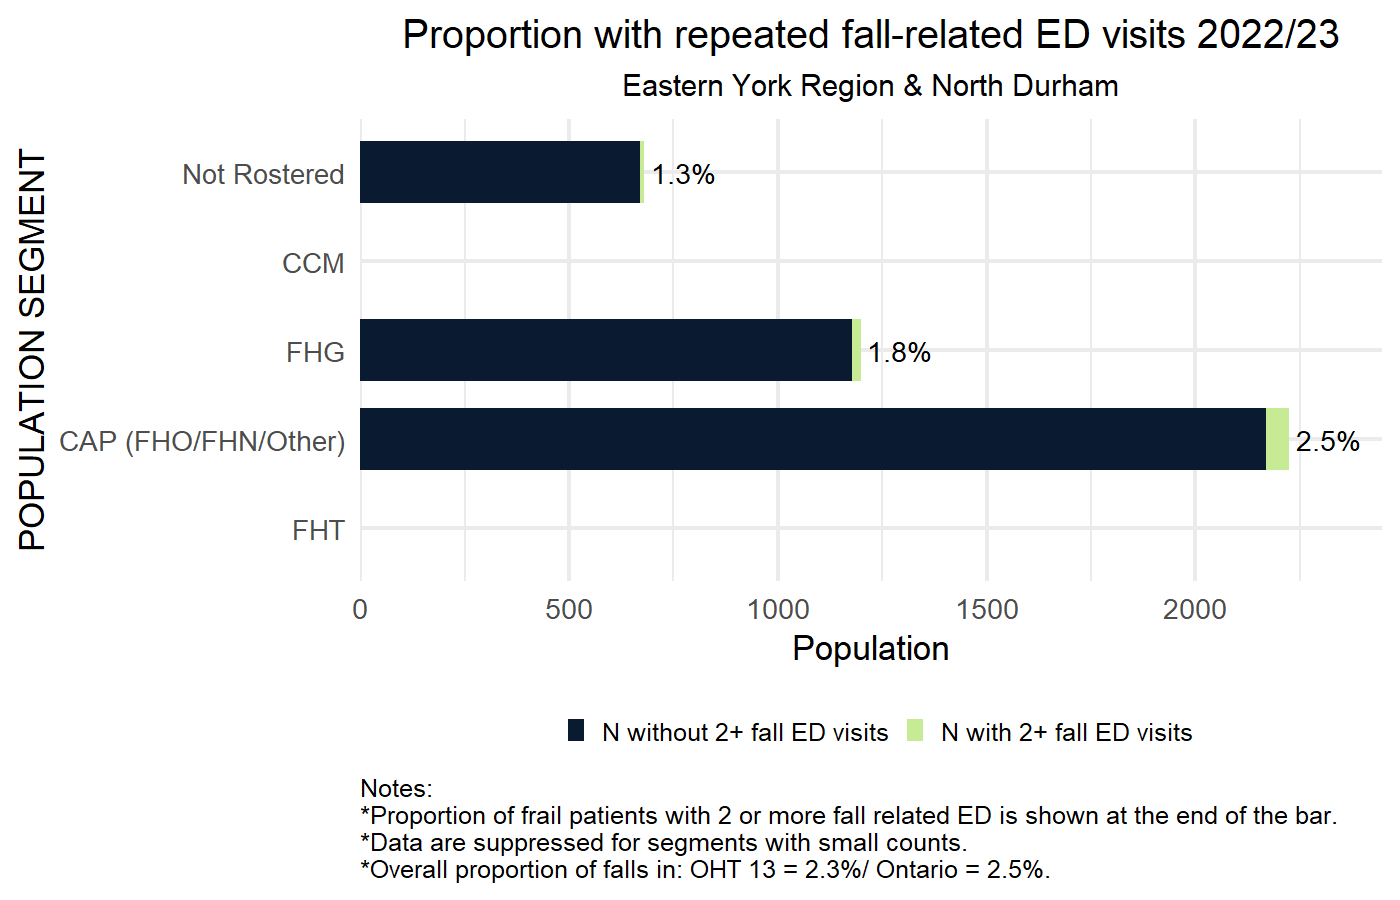 Proportion with repeated fall-related ED visits 2022/23
Eastern York Region & North Durham
POPULATION SEGMENT
Not Rostered
1.3%
CCM
FHG
1.8%
CAP (FHO/FHN/Other)
2.5%
FHT
0 500 1000 1500 2000
Population
N without 2+ fall ED visits N with 2+ fall ED visits
Notes:
*Proportion of frail patients with 2 or more fall related ED is shown at the end of the bar.
*Data are suppressed for segments with small counts.
*Overall proportion of falls in: OHT 13 = 2.3%/ Ontario = 2.5%.